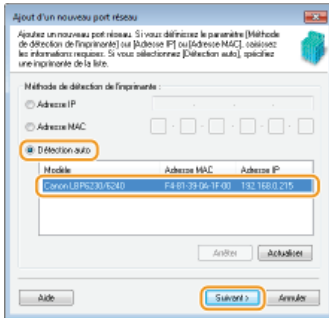 Ajout d'un nouveau port réseau
Ajoutez un nouveau port réseau. Si vous définissez le paramètre [Méthode
de détection de l'imprimante] sur [Adresse IP] ou [Adresse MAC], saisissez
les informations requises. Si vous sélectionnez [Détection auto], spécifiez
une imprimante de la liste.
Méthode de détection de l'imprimante :
Adresse IP
Adresse MAC
Détection auto
Modèle Adresse MAC Adresse IP
Canon LBP6230/6240 F4-81-39-0A-1F-00 192.168.0.215
Arrêter Actualiser
Aide Suivant > Annuler